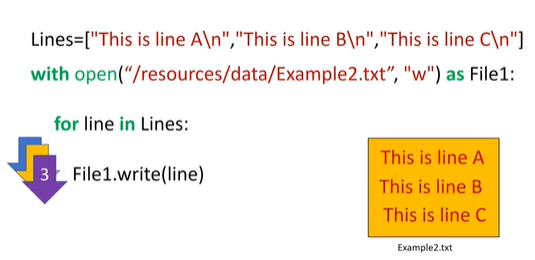 Lines=["This is line A\n","This is line B\n","This is line C\n"]
with open(“/resources/data/Example2.txt”, "w") as File1:
for line in Lines:
3 File1.write(line)
This is line A
This is line B
This is line C
Example2.txt